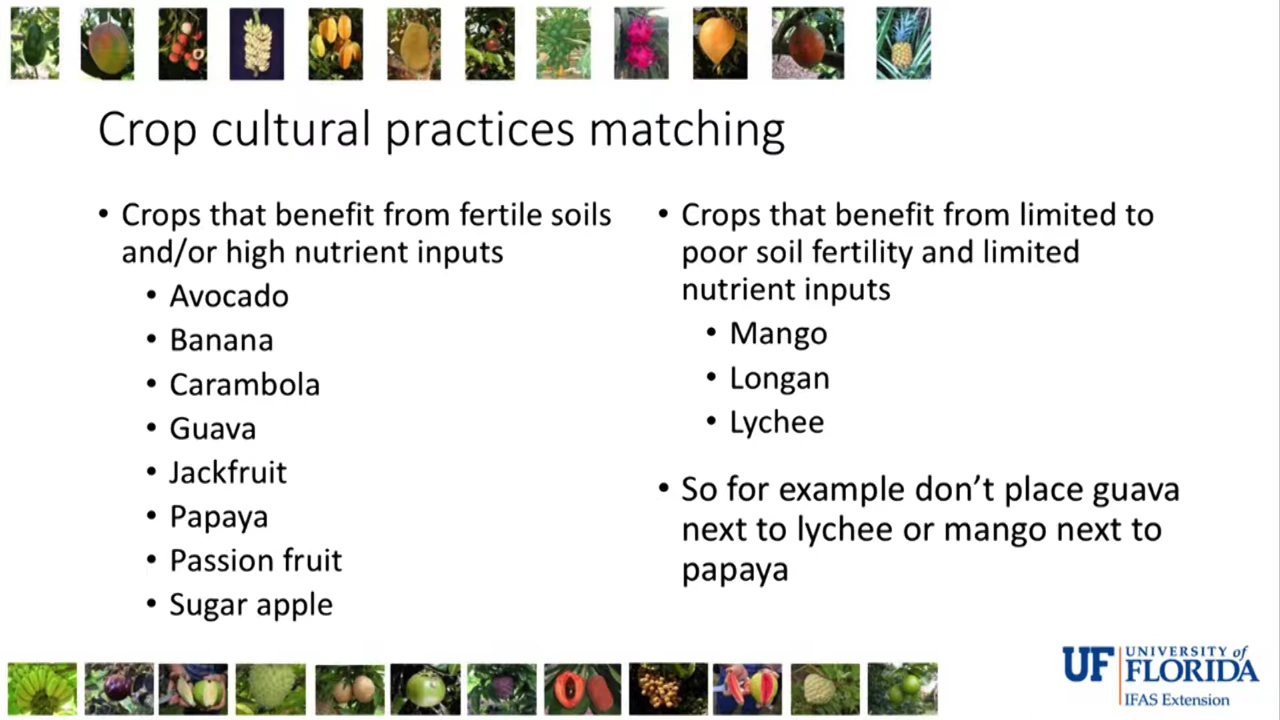 Crop cultural practices matching
• Crops that benefit from fertile soils
and/or high nutrient inputs
• Avocado
• Banana
• Carambola
• Guava
• Jackfruit
• Papaya
• Passion fruit
• Sugar apple
• Crops that benefit from limited to
poor soil fertility and limited
nutrient inputs
• Mango
• Longan
• Lychee
• So for example don’t place guava
next to lychee or mango next to
papaya
UF UNIVERSITY of
FLORIDA
IFAS Extension